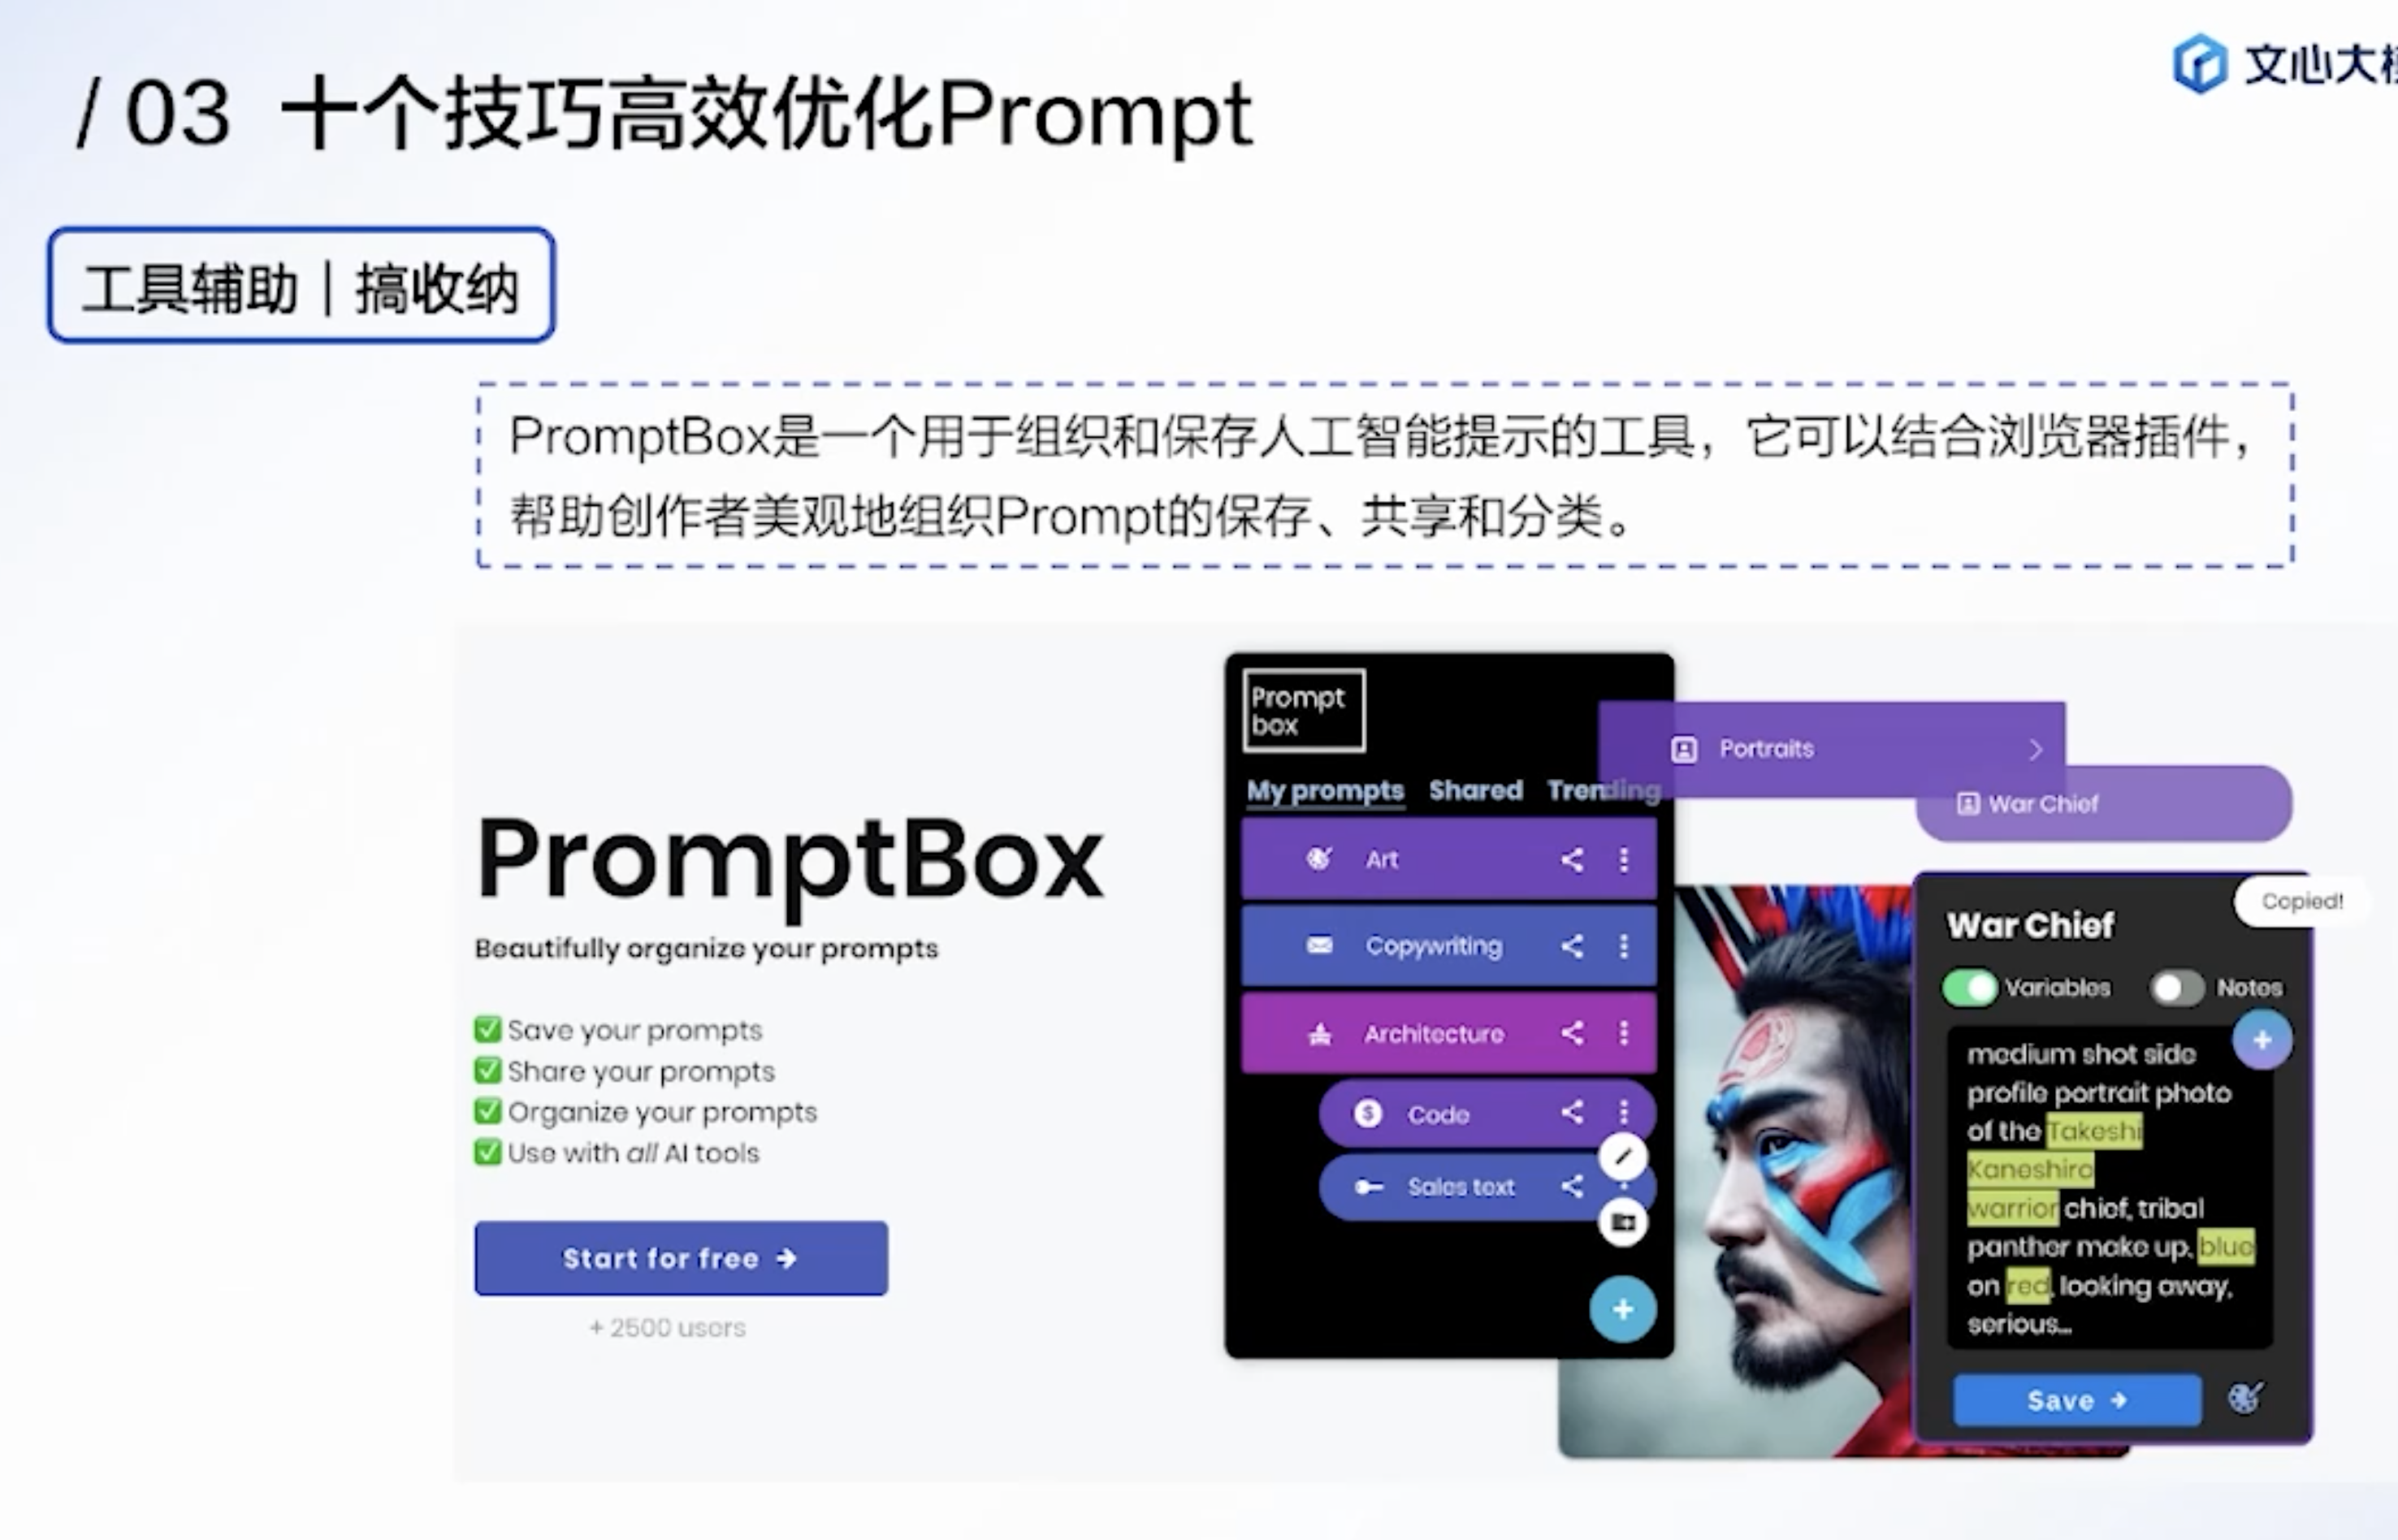 / 03 十个技巧高效优化Prompt
文心大
工具辅助｜搞收纳
PromptBox是一个用于组织和保存人工智能提示的工具，它可以结合浏览器插件，
帮助创作者美观地组织Prompt的保存、共享和分类。
PromptBox
Beautifully organize your prompts
✅ Save your prompts
✅ Share your prompts
✅ Organize your prompts
✅ Use with all AI tools
Start for free →
+ 2500 users
Prompt
box
My prompts Shared Trending
Art
Copywriting
Architecture
Code
Sales text
Portraits
War Chief
Copied!
War Chief
Variables Notes
medium shot side
profile portrait photo
of the Takeshi
Kaneshiro
warrior chief, tribal
panther make up, blue
on red, looking away,
serious...
Save →